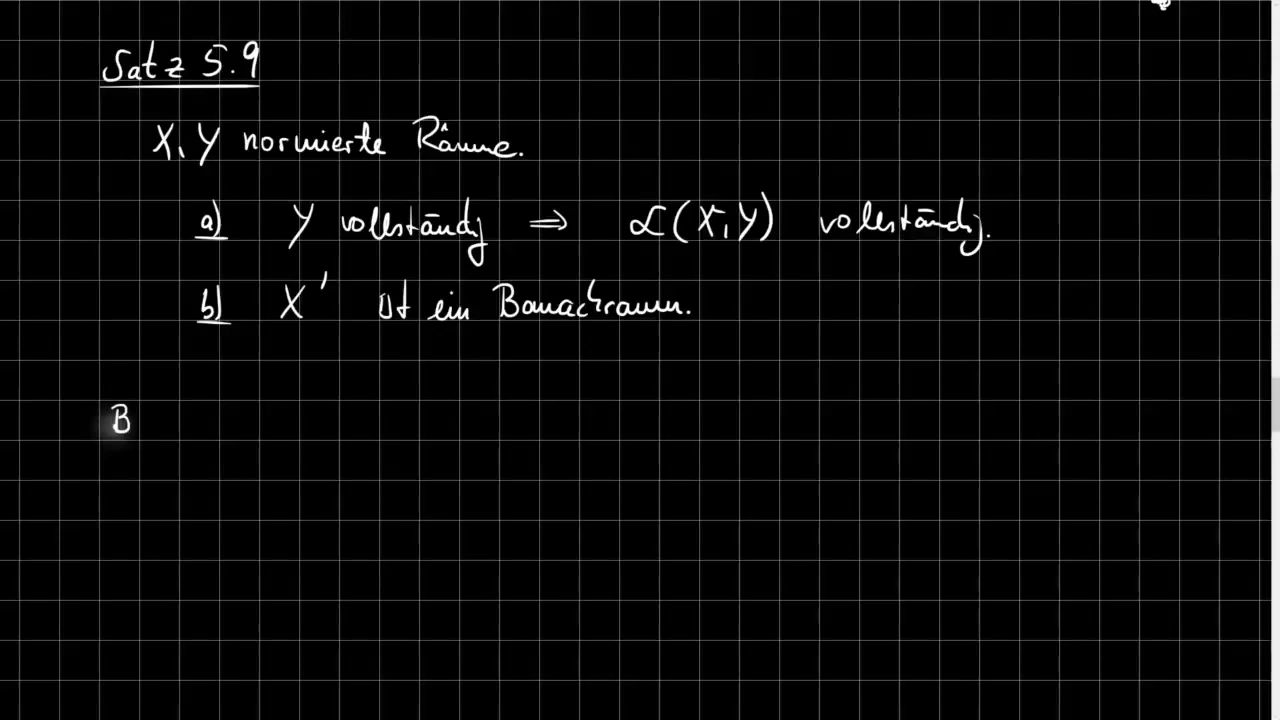 Satz 5.9
X, Y normierte Räume.
a) Y vollständig ⇒ L(X, Y) vollständig.
b) X' ist ein Banachraum.
B